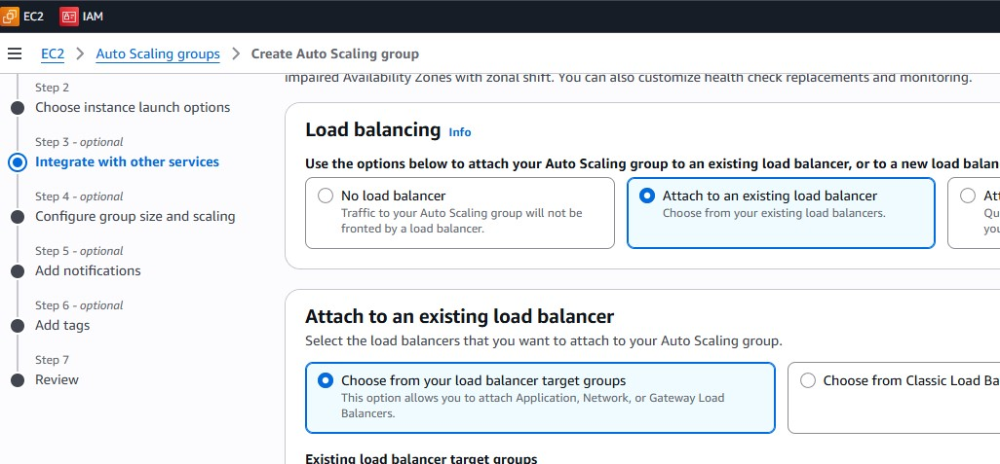 EC2 IAM
EC2 > Auto Scaling groups > Create Auto Scaling group
Step 2
Choose instance launch options
Step 3 - optional
Integrate with other services
Step 4 - optional
Configure group size and scaling
Step 5 - optional
Add notifications
Step 6 - optional
Add tags
Step 7
Review
impaired Availability Zones with zonal shift. You can also customize health check replacements and monitoring.
Load balancing Info
Use the options below to attach your Auto Scaling group to an existing load balancer, or to a new load balan
No load balancer
Traffic to your Auto Scaling group will not be
fronted by a load balancer.
Attach to an existing load balancer
Choose from your existing load balancers.
Att
Qu
you
Attach to an existing load balancer
Select the load balancers that you want to attach to your Auto Scaling group.
Choose from your load balancer target groups
This option allows you to attach Application, Network, or Gateway Load
Balancers.
Choose from Classic Load Ba
Existing load balancer target groups